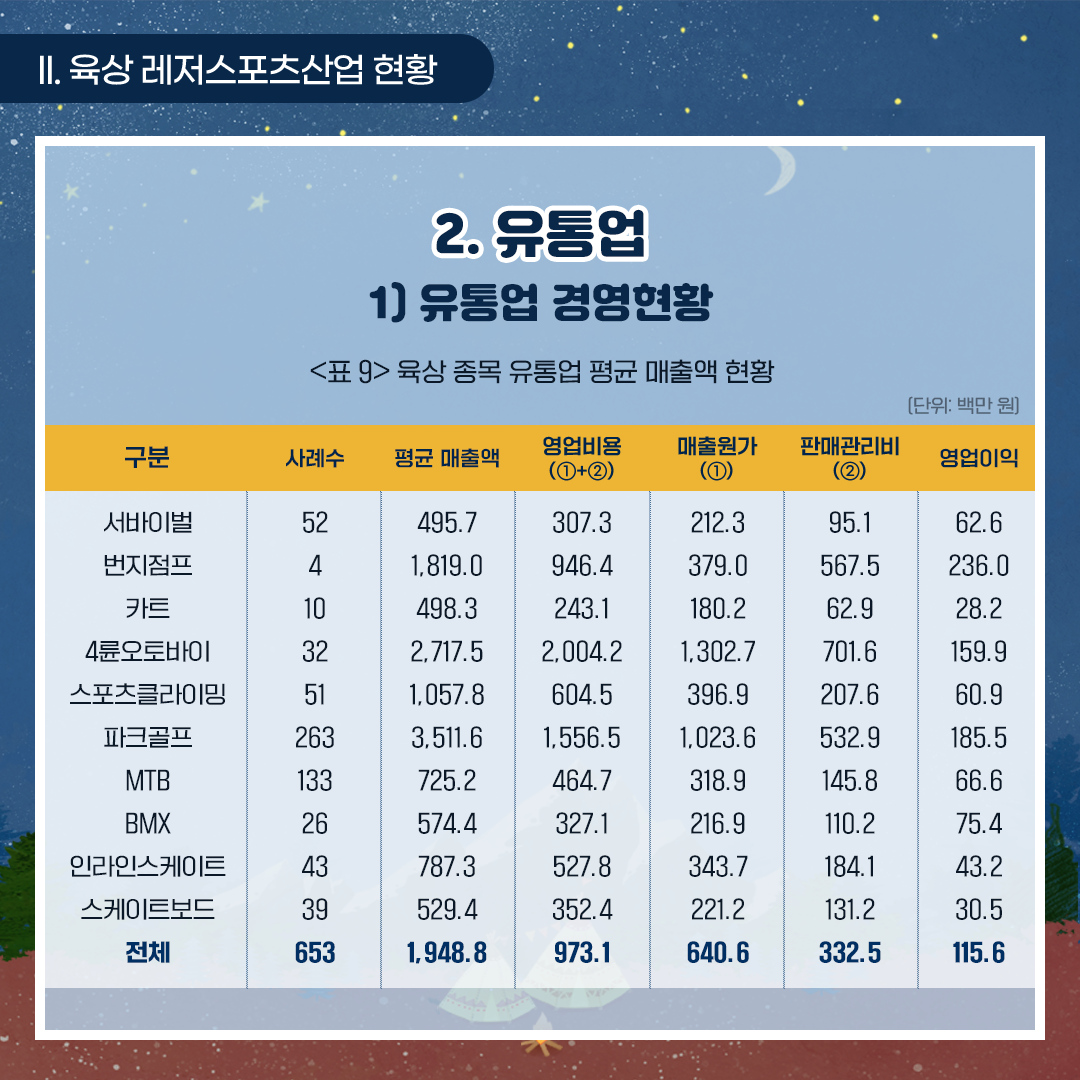 II. 육상 레저스포츠산업 현황
2. 유통업
1) 유통업 경영현황
<표 9> 육상 종목 유통업 평균 매출액 현황
(단위: 백만 원)
구분 사례수 평균 매출액 영업비용 (①+②) 매출원가 (①) 판매관리비 (②) 영업이익
서바이벌 52 495.7 307.3 212.3 95.1 62.6
번지점프 4 1,819.0 946.4 379.0 567.5 236.0
카트 10 498.3 243.1 180.2 62.9 28.2
4륜오토바이 32 2,717.5 2,004.2 1,302.7 701.6 159.9
스포츠클라이밍 51 1,057.8 604.5 396.9 207.6 60.9
파크골프 263 3,511.6 1,556.5 1,023.6 532.9 185.5
MTB 133 725.2 464.7 318.9 145.8 66.6
BMX 26 574.4 327.1 216.9 110.2 75.4
인라인스케이트 43 787.3 527.8 343.7 184.1 43.2
스케이트보드 39 529.4 352.4 221.2 131.2 30.5
전체 653 1,948.8 973.1 640.6 332.5 115.6